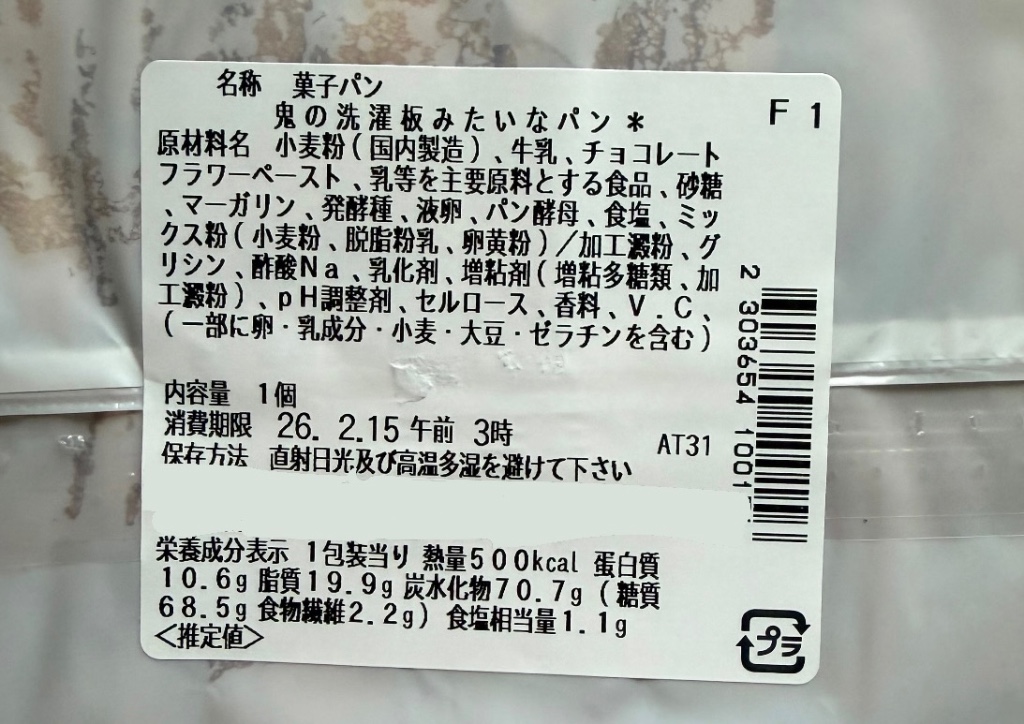 名称 菓子パン
鬼の洗濯板みたいなパン*
F 1
原材料名 小麦粉(国内製造)、牛乳、チョコレート
フラワーペースト、乳等を主要原料とする食品、砂糖
、マーガリン、発酵種、液卵、パン酵母、食塩、ミッ
クス粉(小麦粉、脱脂粉乳、卵黄粉)/加工澱粉、グ
リシン、酢酸Na、乳化剤、増粘剤(増粘多糖類、加
工澱粉)、pH調整剤、セルロース、香料、V.C、
(一部に卵・乳成分・小麦・大豆・ゼラチンを含む)
内容量 1個
消費期限 26. 2.15 午前 3時
AT31
保存方法 直射日光及び高温多湿を避けて下さい
2 303654 1001
栄養成分表示 1包装当り 熱量500kcal 蛋白質
10.6g 脂質19.9g 炭水化物70.7g (糖質
68.5g 食物繊維2.2g) 食塩相当量1.1g
<推定値>
プラ